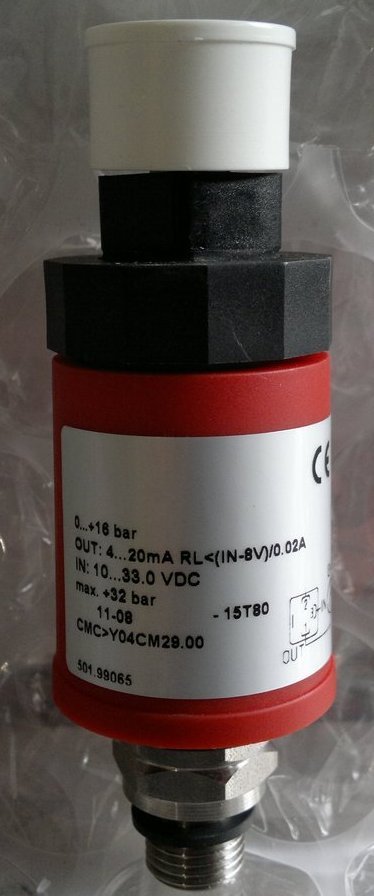 CE
0...+16 bar
OUT: 4...20mA RL<(IN-8V)/0.02A
IN: 10...33.0 VDC
max. +32 bar
11-08 - 15T80
CMC>Y04CM29.00
501.99065
IN
OUT